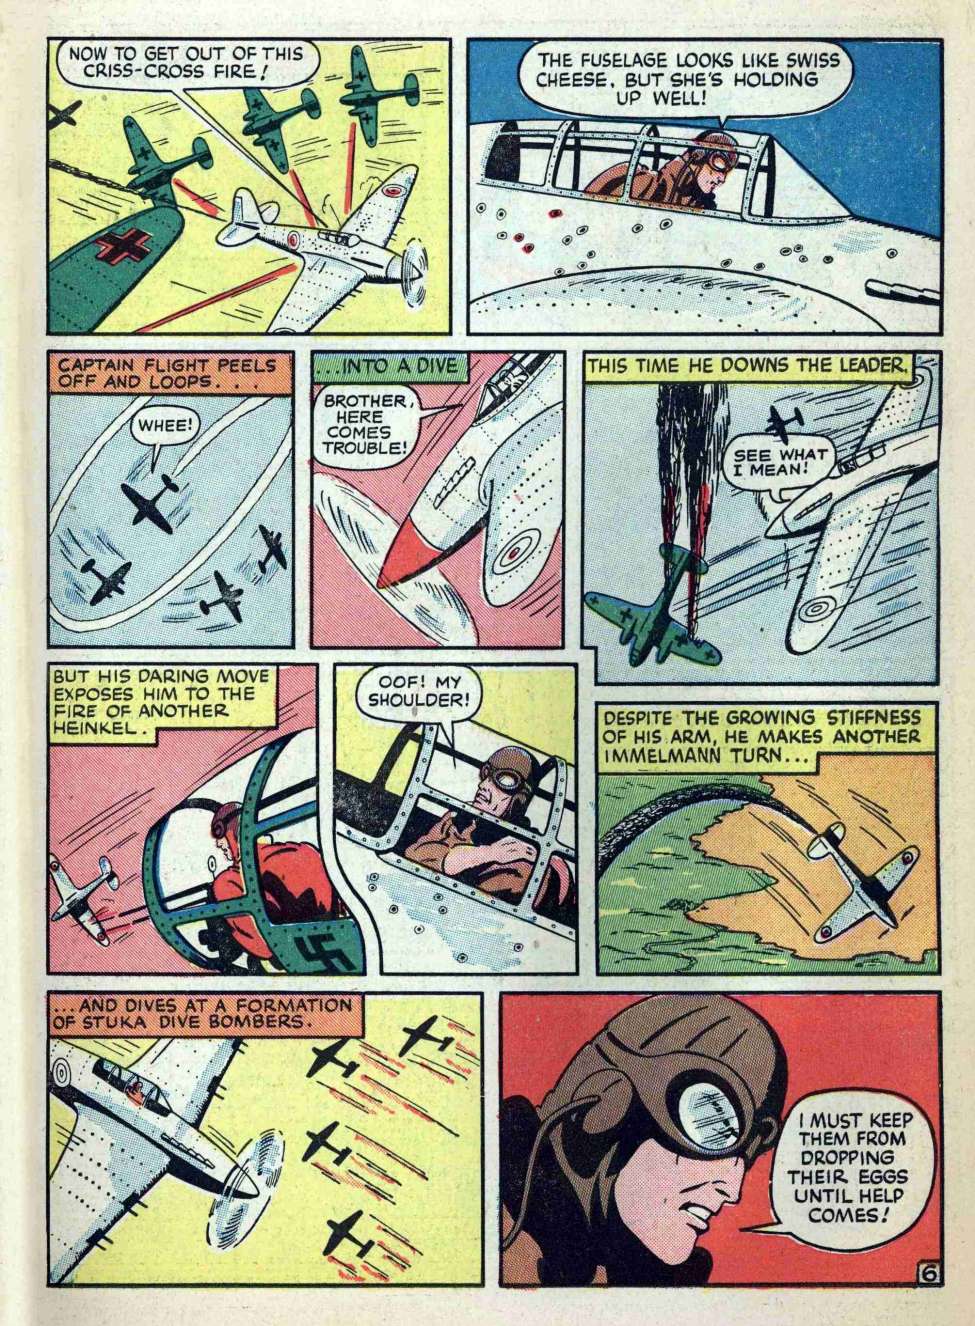 NOW TO GET OUT OF THIS
CRISS-CROSS FIRE!
THE FUSELAGE LOOKS LIKE SWISS
CHEESE, BUT SHE'S HOLDING
UP WELL!
CAPTAIN FLIGHT PEELS
OFF AND LOOPS. . .
WHEE!
...INTO A DIVE
BROTHER,
HERE
COMES
TROUBLE!
THIS TIME HE DOWNS THE LEADER.
SEE WHAT
I MEAN!
BUT HIS DARING MOVE
EXPOSES HIM TO THE
FIRE OF ANOTHER
HEINKEL.
OOF! MY
SHOULDER!
DESPITE THE GROWING STIFFNESS
OF HIS ARM, HE MAKES ANOTHER
IMMELMANN TURN...
...AND DIVES AT A FORMATION
OF STUKA DIVE BOMBERS.
I MUST KEEP
THEM FROM
DROPPING
THEIR EGGS
UNTIL HELP
COMES!
6